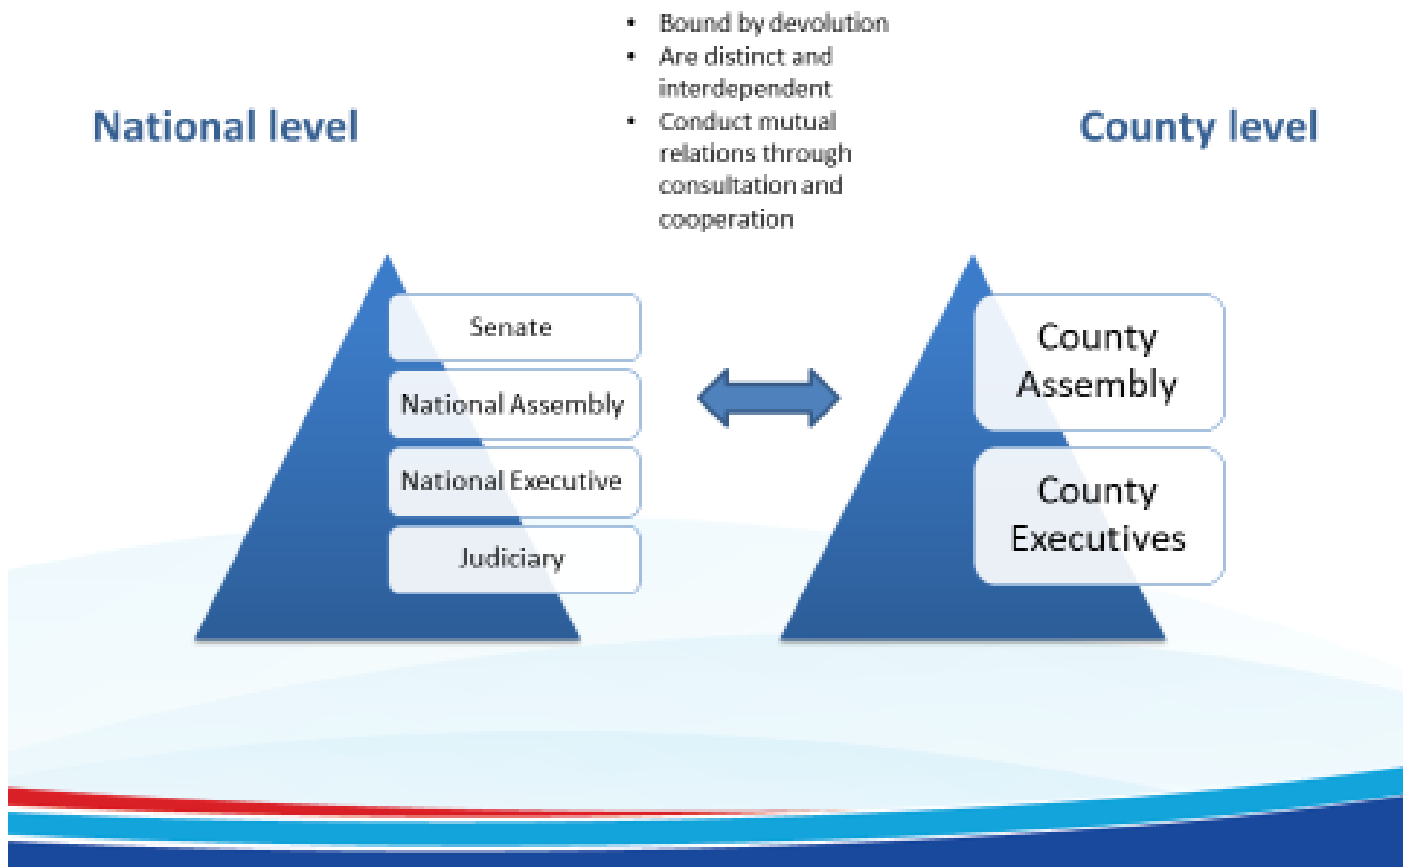 • Bound by devolution
• Are distinct and
interdependent
• Conduct mutual
relations through
consultation and
cooperation
National level
County level
Senate
National Assembly
National Executive
Judiciary
County
Assembly
County
Executives